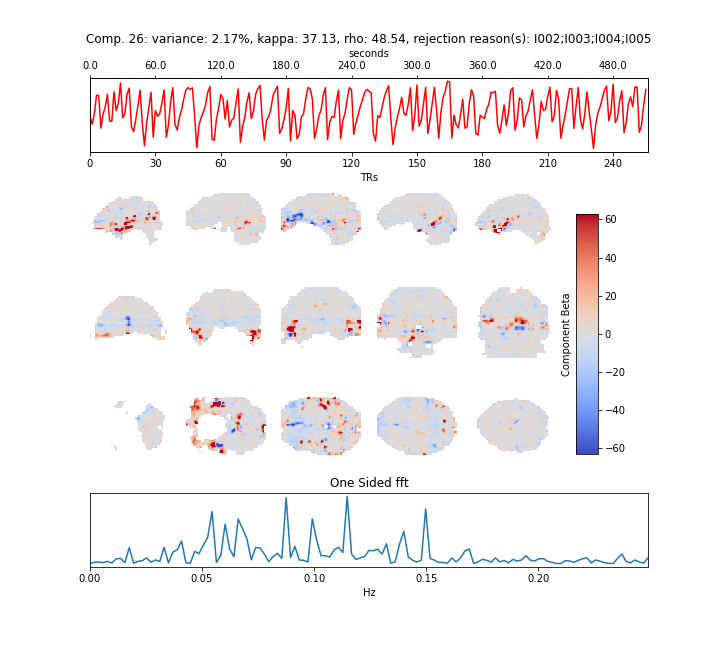 Comp. 26: variance: 2.17%, kappa: 37.13, rho: 48.54, rejection reason(s): I002;I003;I004;I005
seconds
0.0 60.0 120.0 180.0 240.0 300.0 360.0 420.0 480.0
0 30 60 90 120 150 180 210 240
TRs
60
40
20
0
−20
−40
−60
Component Beta
One Sided fft
0.00 0.05 0.10 0.15 0.20
Hz